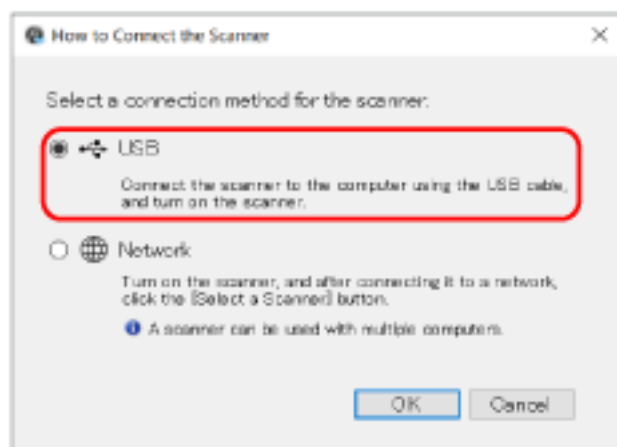 How to Connect the Scanner
Select a connection method for the scanner:
USB
Connect the scanner to the computer using the USB cable,
and turn on the scanner.
Network
Turn on the scanner, and after connecting it to a network,
click the [Select a Scanner] button.
A scanner can be used with multiple computers.
OK Cancel